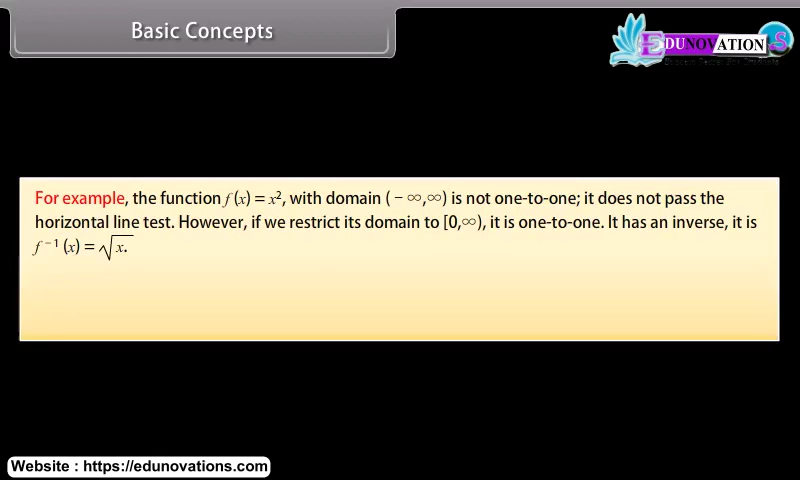 Basic Concepts
EDUNOVATION.S
For example, the function f (x) = x², with domain ( − ∞,∞) is not one-to-one; it does not pass the
horizontal line test. However, if we restrict its domain to [0,∞), it is one-to-one. It has an inverse, it is
f ⁻¹ (x) = √x.
Website : https://edunovations.com